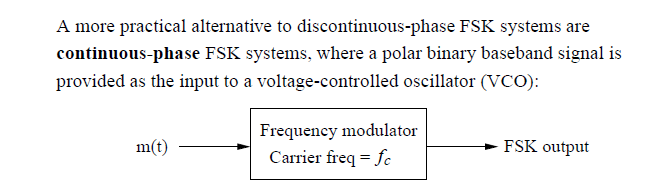 A more practical alternative to discontinuous-phase FSK systems are
continuous-phase FSK systems, where a polar binary baseband signal is
provided as the input to a voltage-controlled oscillator (VCO):
Frequency modulator
m(t)
FSK output
Carrier freq = fc